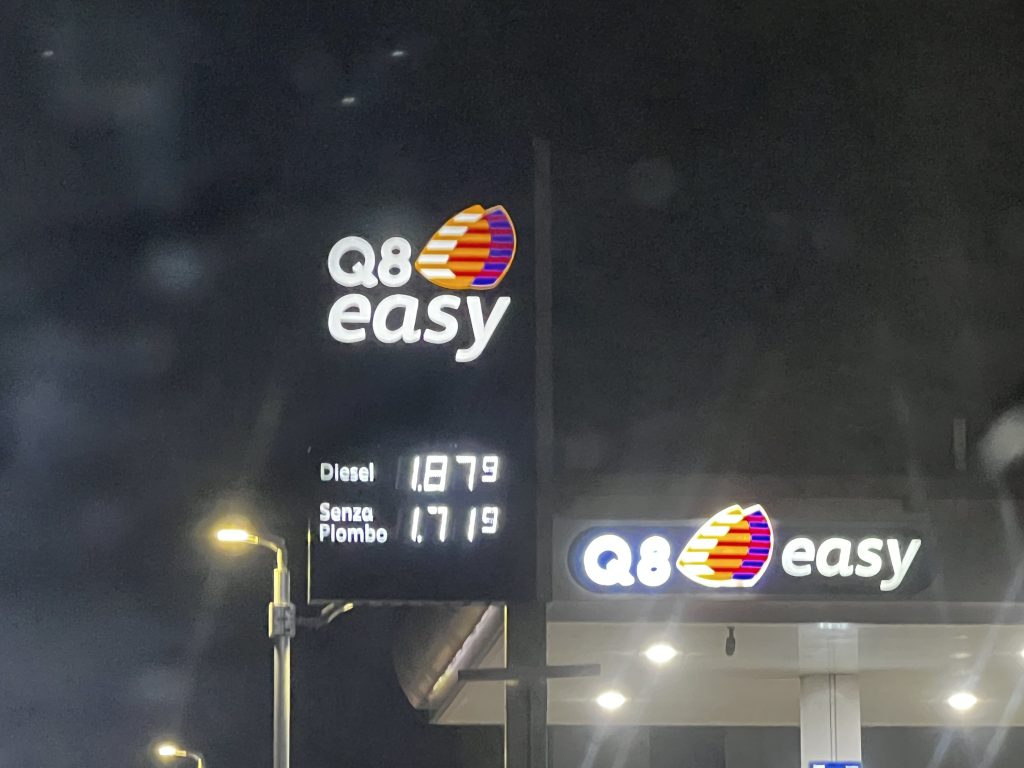 Q8
easy
Diesel 1.879
Senza
Piombo 1.719
Q8 easy